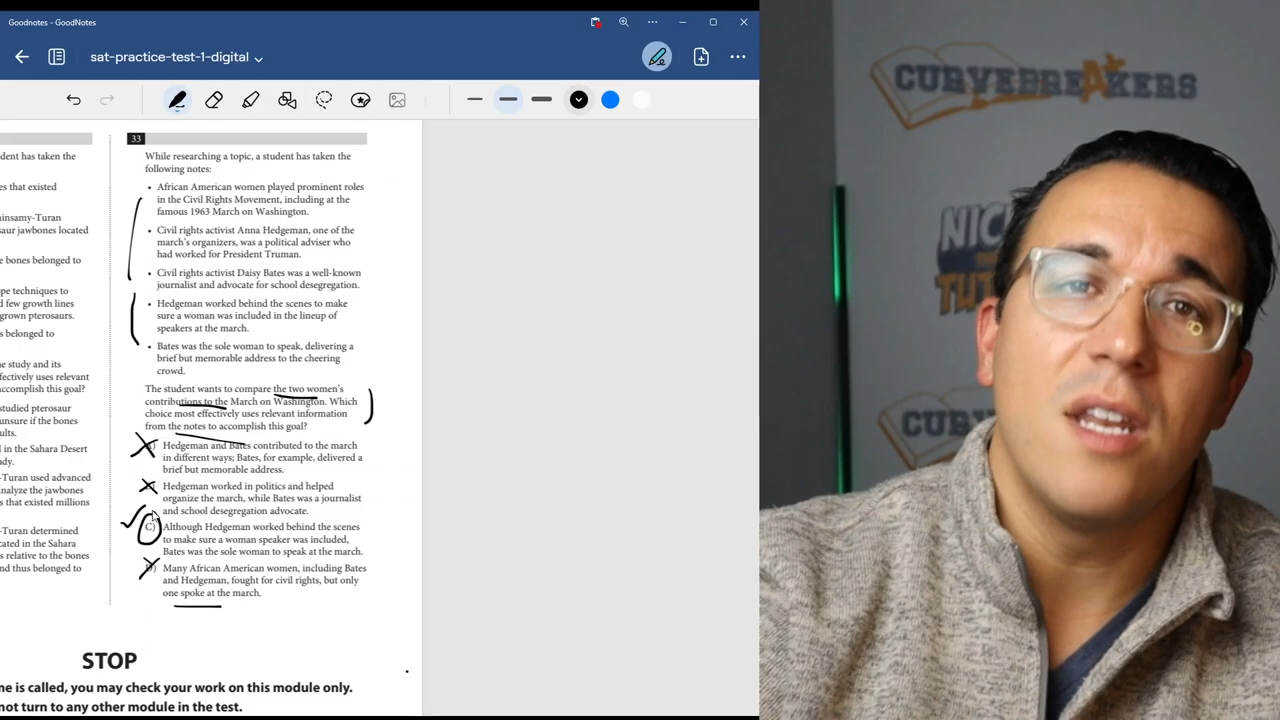 Goodnotes - GoodNotes
sat-practice-test-1-digital
dent has taken the
es that existed
ninsamy-Turan
saur jawbones located
e bones belonged to
ope techniques to
d few growth lines
grown pterosaurs.
s belonged to
he study and its
fectively uses relevant
accomplish this goal?
studied pterosaur
unsure if the bones
ults.
d in the Sahara Desert
dy.
-Turan used advanced
nalyze the jawbones
s that existed millions
-Turan determined
cated in the Sahara
s relative to the bones
nd thus belonged to
33
While researching a topic, a student has taken the
following notes:
• African American women played prominent roles
in the Civil Rights Movement, including at the
famous 1963 March on Washington.
• Civil rights activist Anna Hedgeman, one of the
march's organizers, was a political adviser who
had worked for President Truman.
• Civil rights activist Daisy Bates was a well-known
journalist and advocate for school desegregation.
• Hedgeman worked behind the scenes to make
sure a woman was included in the lineup of
speakers at the march.
• Bates was the sole woman to speak, delivering a
brief but memorable address to the cheering
crowd.
The student wants to compare the two women's
contributions to the March on Washington. Which
choice most effectively uses relevant information
from the notes to accomplish this goal?
Hedgeman and Bates contributed to the march
in different ways; Bates, for example, delivered a
brief but memorable address.
Hedgeman worked in politics and helped
organize the march, while Bates was a journalist
and school desegregation advocate.
C) Although Hedgeman worked behind the scenes
to make sure a woman speaker was included,
Bates was the sole woman to speak at the march.
Many African American women, including Bates
and Hedgeman, fought for civil rights, but only
one spoke at the march.
STOP
me is called, you may check your work on this module only.
not turn to any other module in the test.
CURVEBREAKERS
NICK
TUT
CURVE